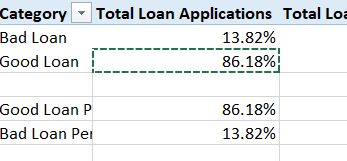 Category Total Loan Applications Total Loa
Bad Loan 13.82%
Good Loan 86.18%
Good Loan P 86.18%
Bad Loan Per 13.82%